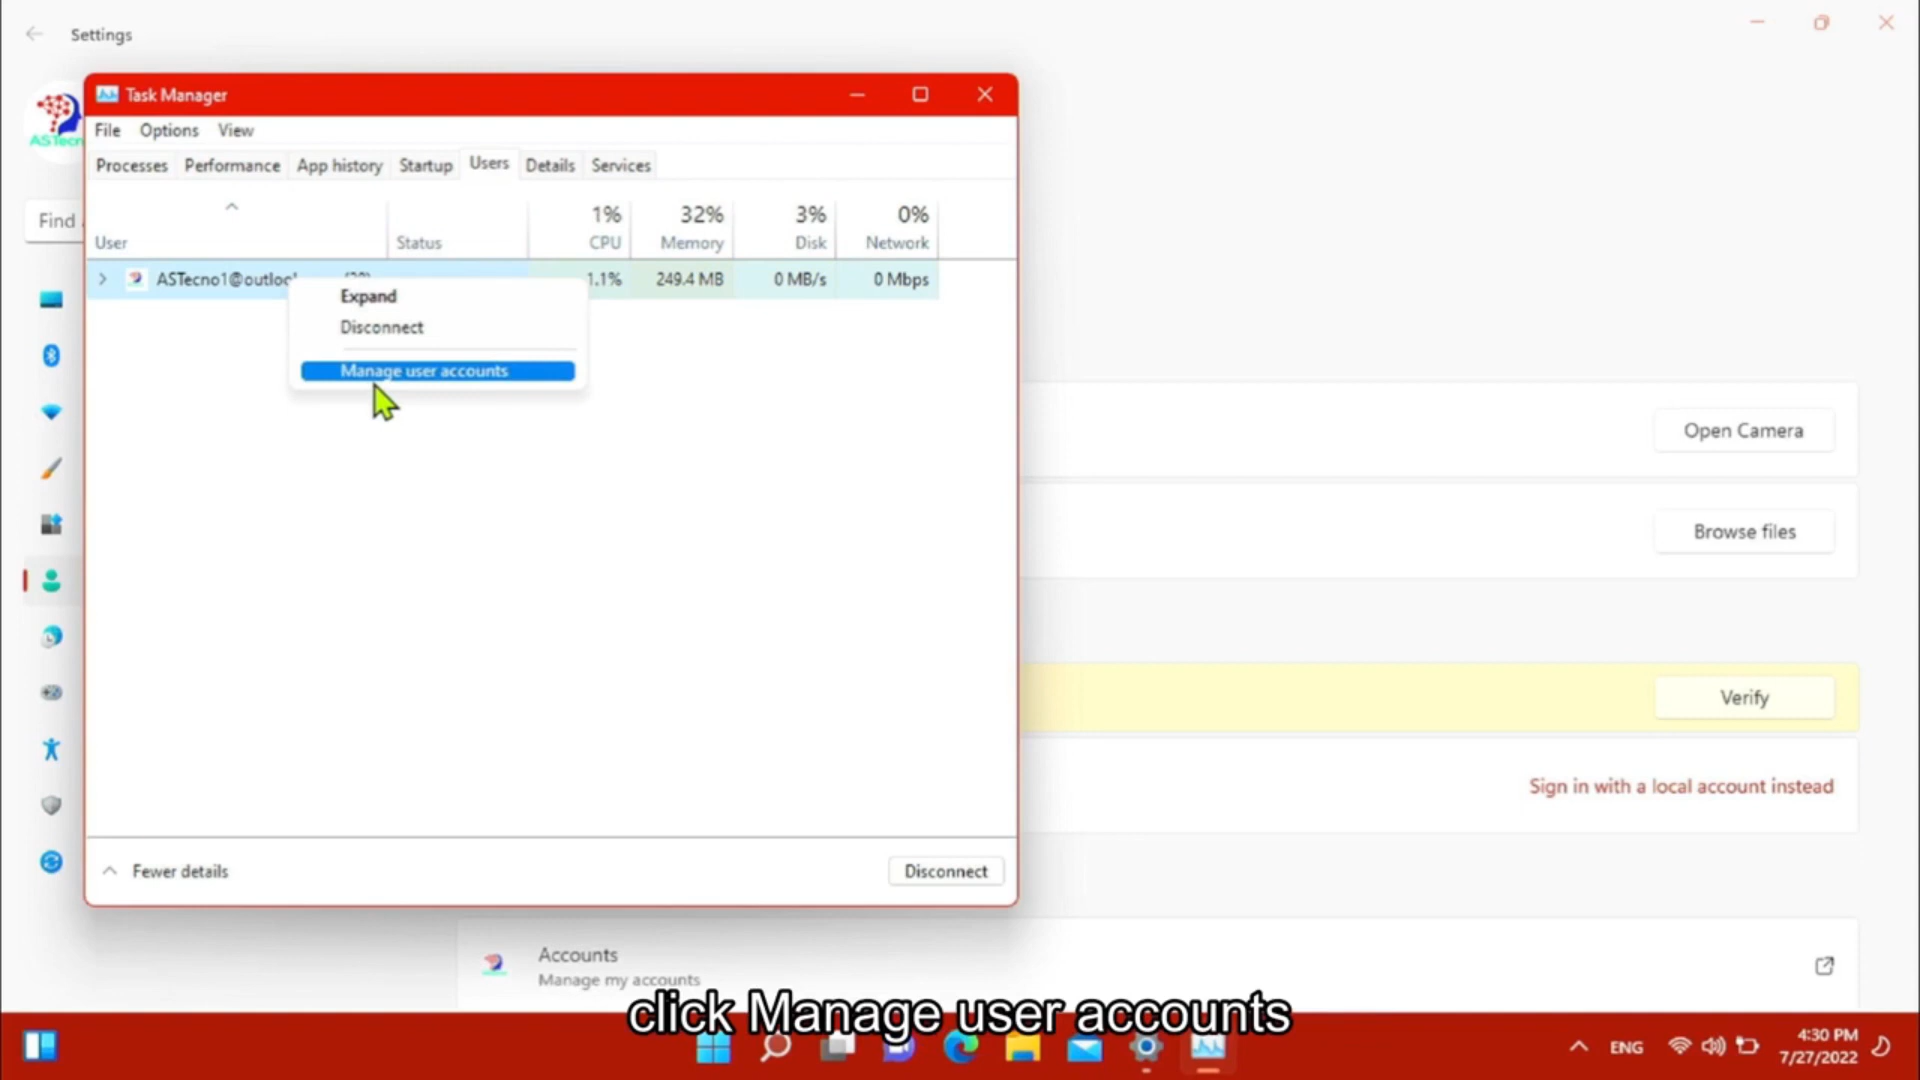 Settings
Task Manager
File Options View
Processes Performance App history Startup Users Details Services
Find
1% 32% 3% 0%
User Status CPU Memory Disk Network
1.1% 249.4 MB 0 MB/s 0 Mbps
Expand
Disconnect
Manage user accounts
Open Camera
Browse files
Verify
Sign in with a local account instead
Fewer details Disconnect
Accounts
Manage my accounts
click Manage user accounts
ENG
4:30 PM
7/27/2022